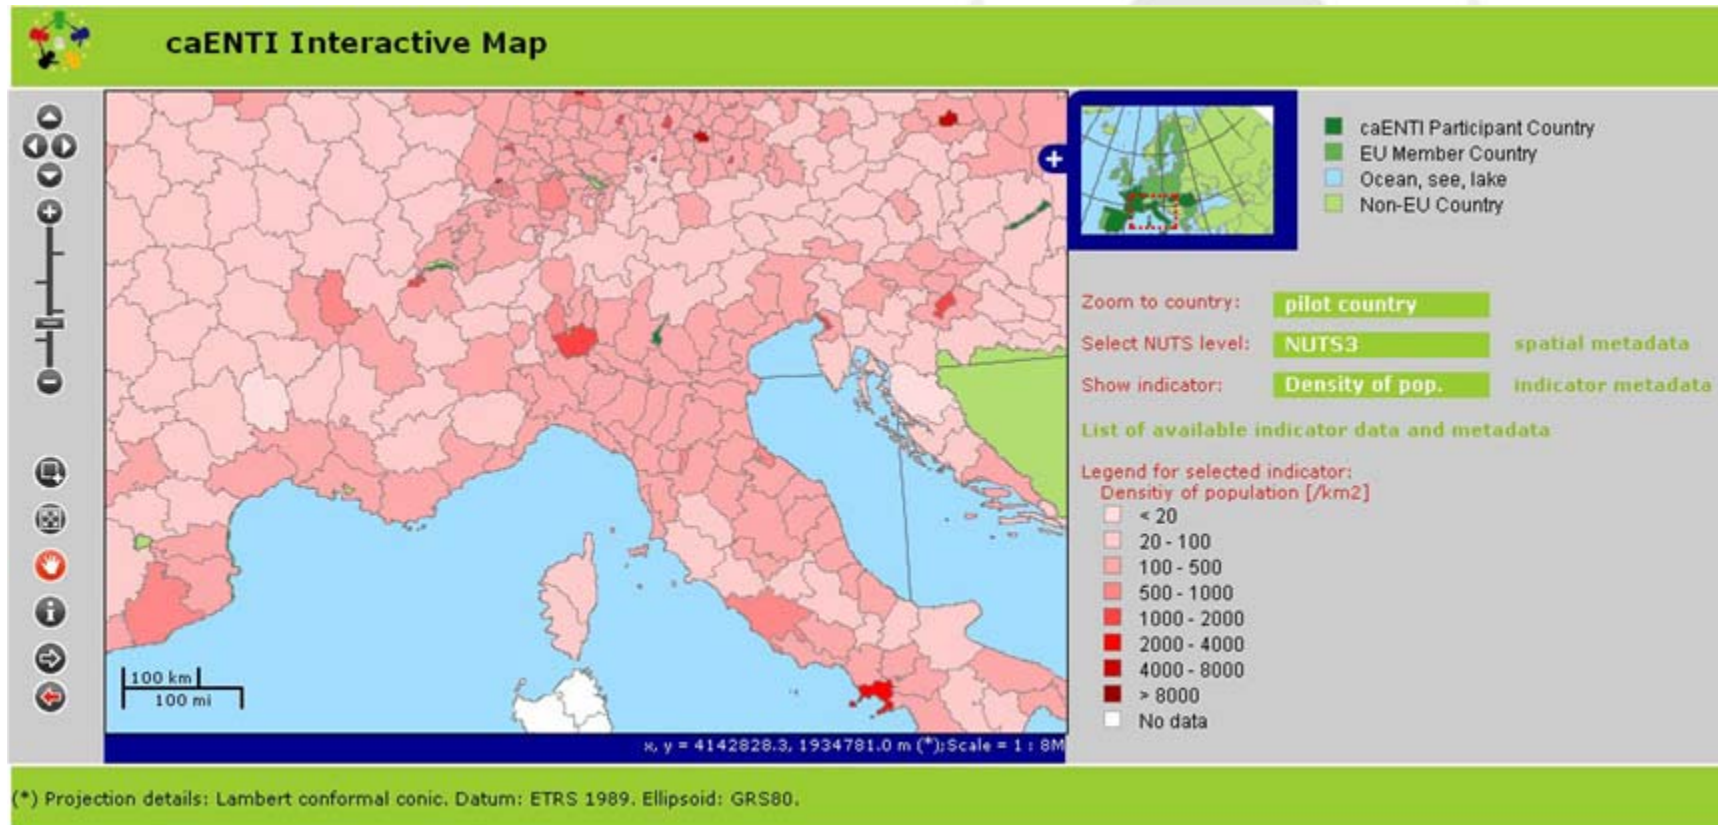 caENTI Interactive Map
caENTI Participant Country
EU Member Country
Ocean, see, lake
Non-EU Country
Zoom to country: pilot country
Select NUTS level: NUTS3 spatial metadata
Show indicator: Density of pop. indicator metadata
List of available indicator data and metadata
Legend for selected indicator:
Densitiy of population [/km2]
< 20
20 - 100
100 - 500
500 - 1000
1000 - 2000
2000 - 4000
4000 - 8000
> 8000
No data
100 km
100 mi
x, y = 4142828.3, 1934781.0 m (*);Scale = 1 : 8M
(*) Projection details: Lambert conformal conic. Datum: ETRS 1989. Ellipsoid: GRS80.